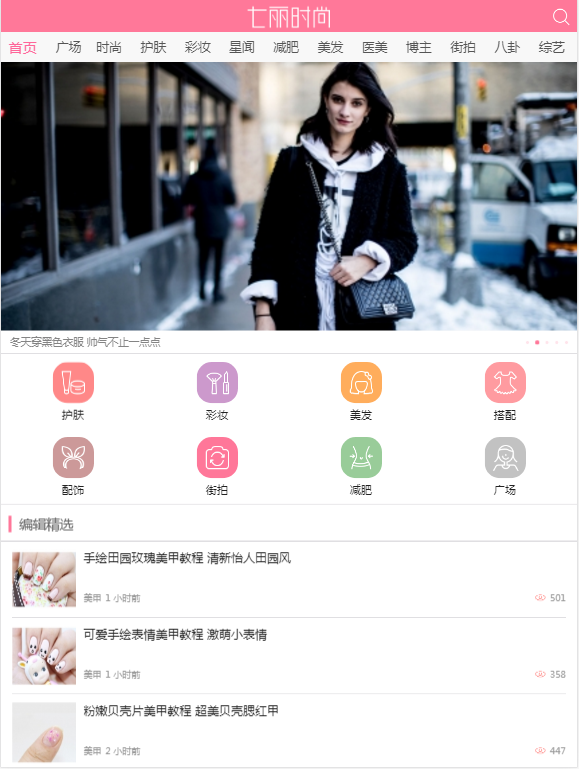 七丽时尚
首页 广场 时尚 护肤 彩妆 星闻 减肥 美发 医美 博主 街拍 八卦 综艺
冬天穿黑色衣服 帅气不止一点点
护肤 彩妆 美发 搭配
配饰 街拍 减肥 广场
编辑精选
手绘田园玫瑰美甲教程 清新怡人田园风
美甲 1 小时前 501
可爱手绘表情美甲教程 激萌小表情
美甲 1 小时前 358
粉嫩贝壳片美甲教程 超美贝壳腮红甲
美甲 2 小时前 447